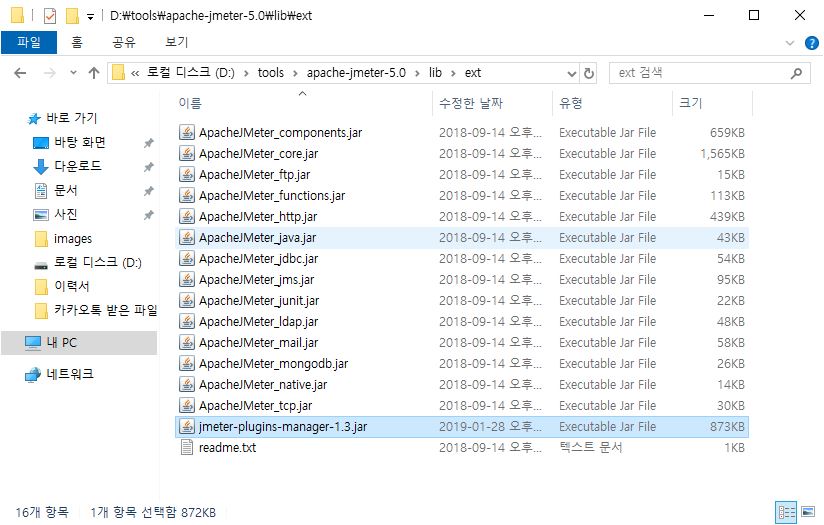 D:\tools\apache-jmeter-5.0\lib\ext
파일 홈 공유 보기
« 로컬 디스크 (D:) › tools › apache-jmeter-5.0 › lib › ext
ext 검색
바로 가기
바탕 화면
다운로드
문서
사진
images
로컬 디스크 (D:)
이력서
카카오톡 받은 파일
내 PC
네트워크
이름 수정한 날짜 유형 크기
ApacheJMeter_components.jar 2018-09-14 오후... Executable Jar File 659KB
ApacheJMeter_core.jar 2018-09-14 오후... Executable Jar File 1,565KB
ApacheJMeter_ftp.jar 2018-09-14 오후... Executable Jar File 15KB
ApacheJMeter_functions.jar 2018-09-14 오후... Executable Jar File 113KB
ApacheJMeter_http.jar 2018-09-14 오후... Executable Jar File 439KB
ApacheJMeter_java.jar 2018-09-14 오후... Executable Jar File 43KB
ApacheJMeter_jdbc.jar 2018-09-14 오후... Executable Jar File 54KB
ApacheJMeter_jms.jar 2018-09-14 오후... Executable Jar File 95KB
ApacheJMeter_junit.jar 2018-09-14 오후... Executable Jar File 22KB
ApacheJMeter_ldap.jar 2018-09-14 오후... Executable Jar File 48KB
ApacheJMeter_mail.jar 2018-09-14 오후... Executable Jar File 58KB
ApacheJMeter_mongodb.jar 2018-09-14 오후... Executable Jar File 26KB
ApacheJMeter_native.jar 2018-09-14 오후... Executable Jar File 14KB
ApacheJMeter_tcp.jar 2018-09-14 오후... Executable Jar File 30KB
jmeter-plugins-manager-1.3.jar 2019-01-28 오후... Executable Jar File 873KB
readme.txt 2018-09-14 오후... 텍스트 문서 1KB
16개 항목 1개 항목 선택함 872KB